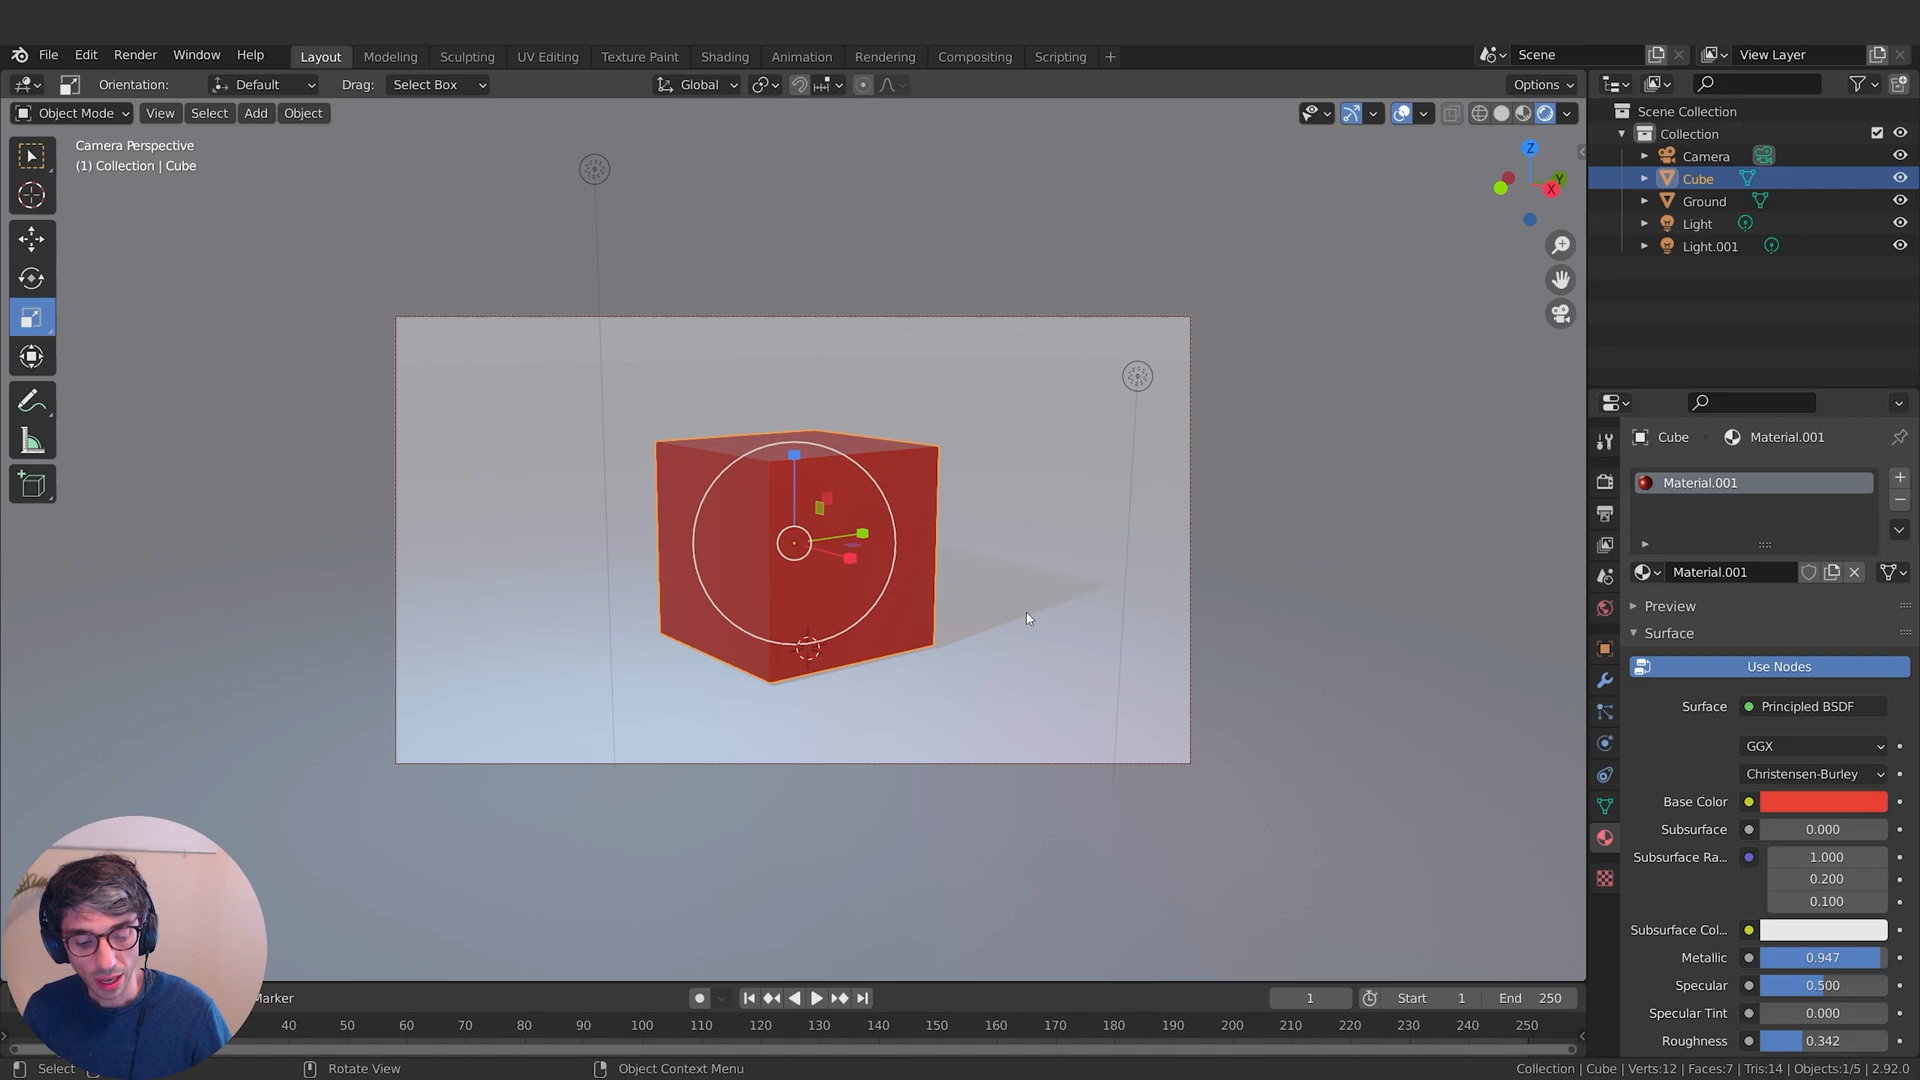 File Edit Render Window Help Layout Modeling Sculpting UV Editing Texture Paint Shading Animation Rendering Compositing Scripting + Scene View Layer
Orientation: Default Drag: Select Box Global Options
Object Mode View Select Add Object
Camera Perspective
(1) Collection | Cube
Z
Y
X
Scene Collection
Collection
Camera
Cube
Ground
Light
Light.001
Cube Material.001
Material.001
Material.001
Preview
Surface
Use Nodes
Surface Principled BSDF
GGX
Christensen-Burley
Base Color
Subsurface 0.000
Subsurface Ra... 1.000
0.200
0.100
Subsurface Col...
Metallic 0.947
Specular 0.500
Specular Tint 0.000
Roughness 0.342
Marker 1 Start 1 End 250
40 50 60 70 80 90 100 110 120 130 140 150 160 170 180 190 200 210 220 230 240 250
Select Rotate View Object Context Menu Collection | Cube | Verts:12 | Faces:7 | Tris:14 | Objects:1/5 | 2.92.0